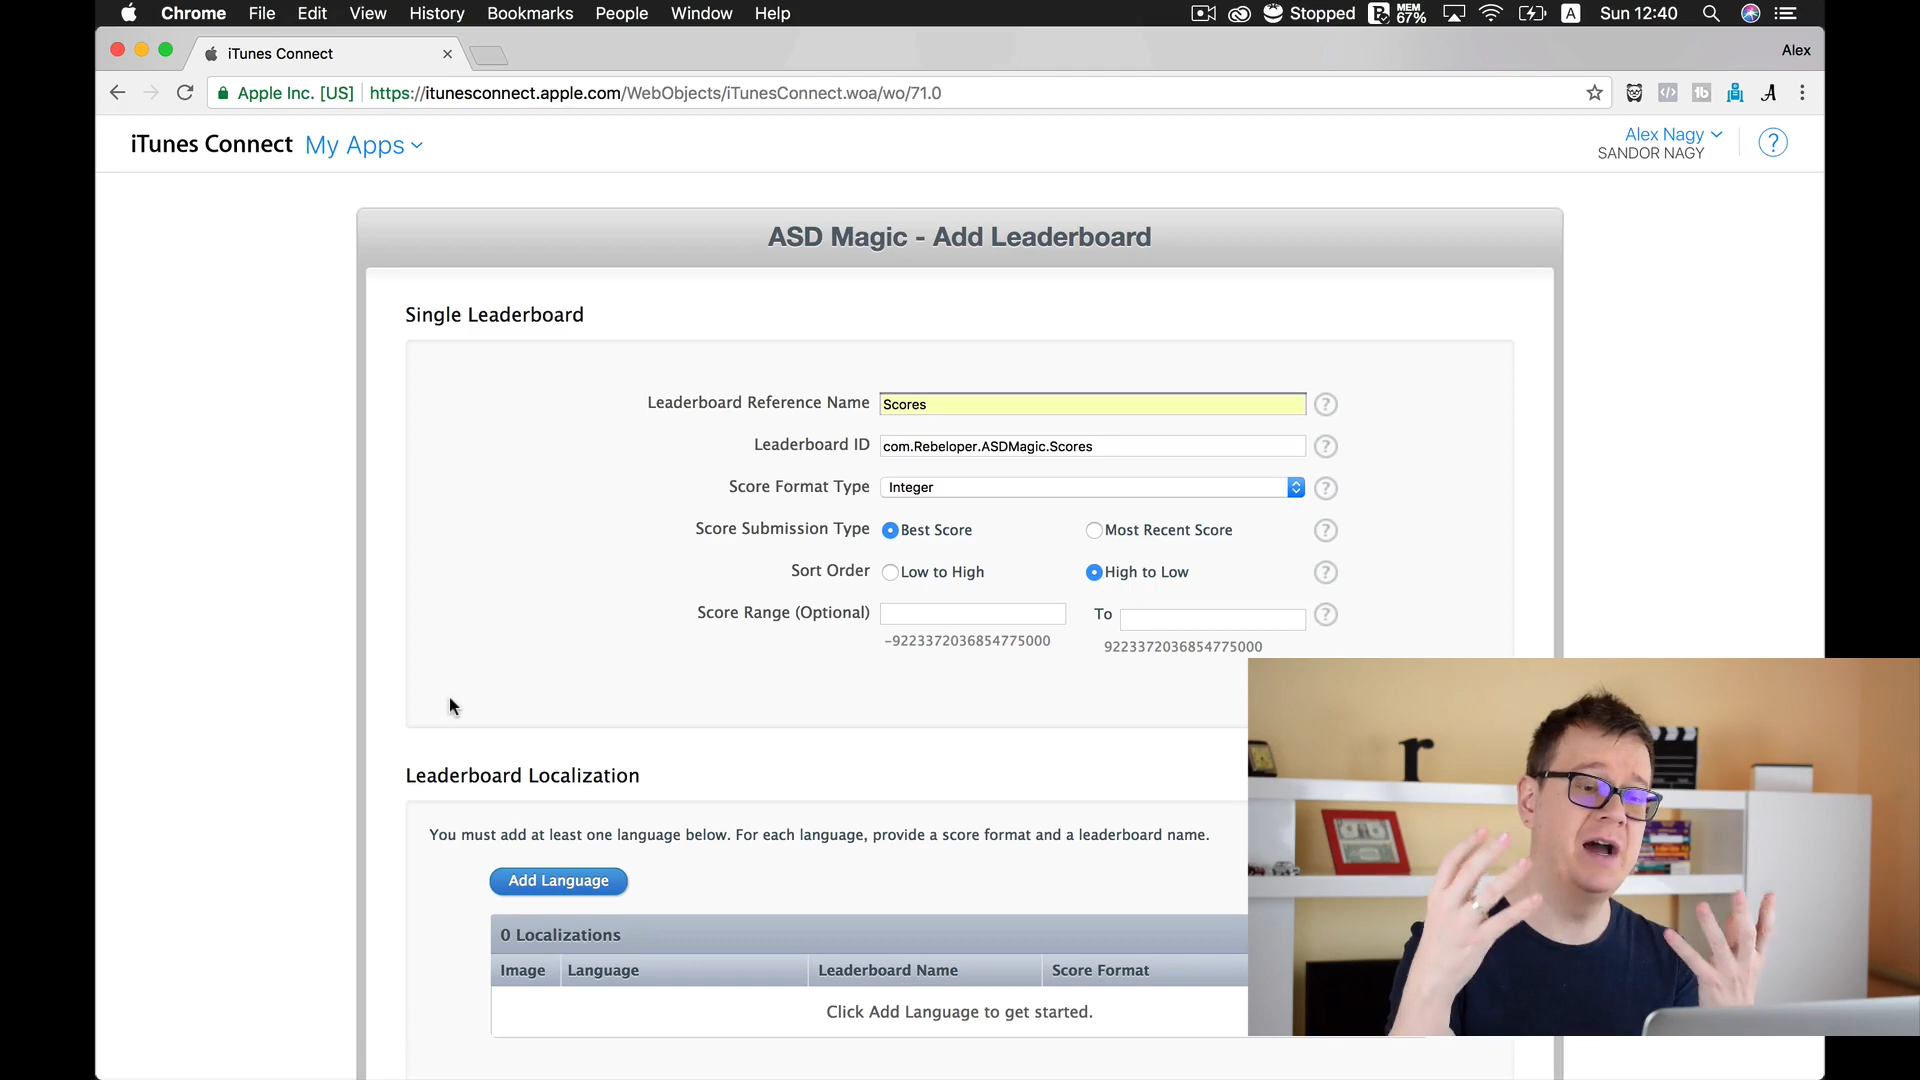 Chrome File Edit View History Bookmarks People Window Help Stopped MEM 67% A Sun 12:40
iTunes Connect Alex
Apple Inc. [US] https://itunesconnect.apple.com/WebObjects/iTunesConnect.woa/wo/71.0
iTunes Connect My Apps
Alex Nagy
SANDOR NAGY
?
ASD Magic - Add Leaderboard
Single Leaderboard
Leaderboard Reference Name Scores ?
Leaderboard ID com.Rebeloper.ASDMagic.Scores ?
Score Format Type Integer ?
Score Submission Type Best Score Most Recent Score ?
Sort Order Low to High High to Low ?
Score Range (Optional) To ?
-9223372036854775000 9223372036854775000
Leaderboard Localization
You must add at least one language below. For each language, provide a score format and a leaderboard name.
Add Language
0 Localizations
Image Language Leaderboard Name Score Format
Click Add Language to get started.
r